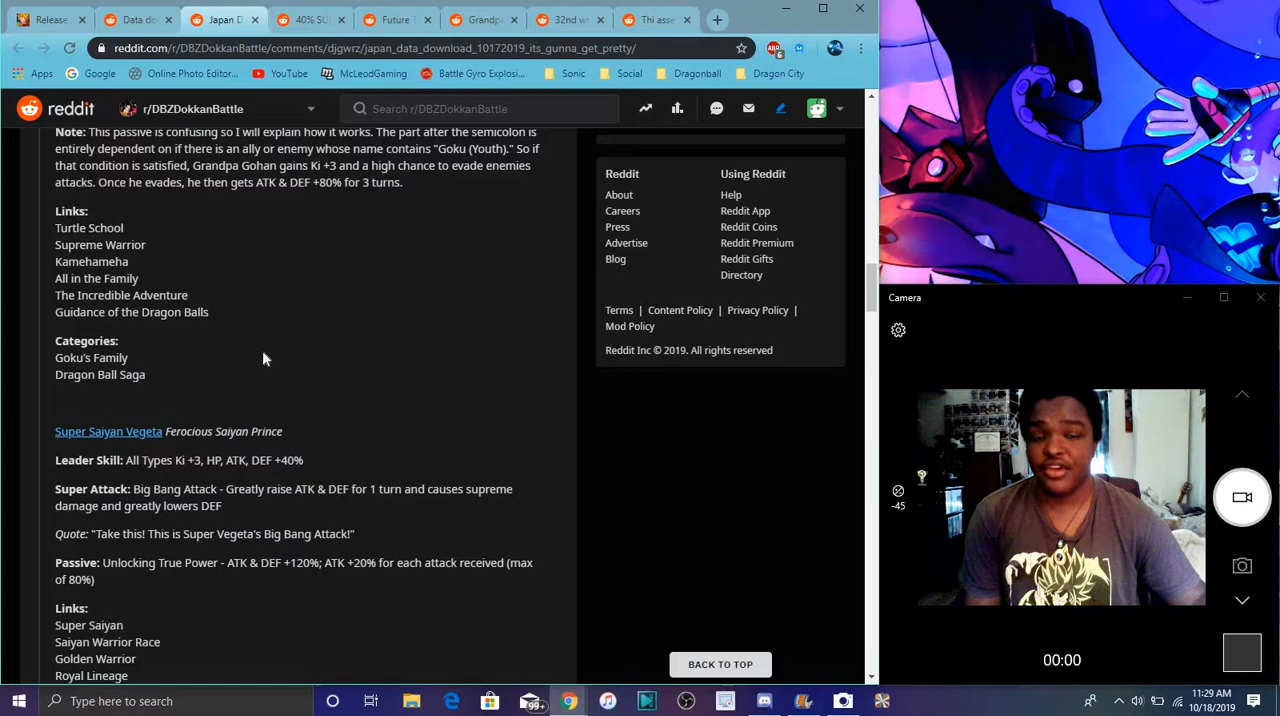 Release
Data do
Japan D
40% SU
Future T
Grandpa
32nd w
Thi asse
reddit.com/r/DBZDokkanBattle/comments/djgwrz/japan_data_download_10172019_its_gunna_get_pretty/
ABP 6
Apps
Google
Online Photo Editor...
YouTube
McLeodGaming
Battle Gyro Explosi...
Sonic
Social
Dragonball
Dragon City
reddit
r/DBZDokkanBattle
Search r/DBZDokkanBattle
Note: This passive is confusing so I will explain how it works. The part after the semicolon is
entirely dependent on if there is an ally or enemy whose name contains "Goku (Youth)." So if
that condition is satisfied, Grandpa Gohan gains Ki +3 and a high chance to evade enemies
attacks. Once he evades, he then gets ATK & DEF +80% for 3 turns.
Links:
Turtle School
Supreme Warrior
Kamehameha
All in the Family
The Incredible Adventure
Guidance of the Dragon Balls
Categories:
Goku's Family
Dragon Ball Saga
Super Saiyan Vegeta Ferocious Saiyan Prince
Leader Skill: All Types Ki +3, HP, ATK, DEF +40%
Super Attack: Big Bang Attack - Greatly raise ATK & DEF for 1 turn and causes supreme
damage and greatly lowers DEF
Quote: "Take this! This is Super Vegeta's Big Bang Attack!"
Passive: Unlocking True Power - ATK & DEF +120%; ATK +20% for each attack received (max
of 80%)
Links:
Super Saiyan
Saiyan Warrior Race
Golden Warrior
Royal Lineage
Reddit
Using Reddit
About
Help
Careers
Reddit App
Press
Reddit Coins
Advertise
Reddit Premium
Blog
Reddit Gifts
Directory
Terms | Content Policy | Privacy Policy |
Mod Policy
Reddit Inc © 2019. All rights reserved
BACK TO TOP
Camera
-45
00:00
Type here to search
99+
11:29 AM
10/18/2019